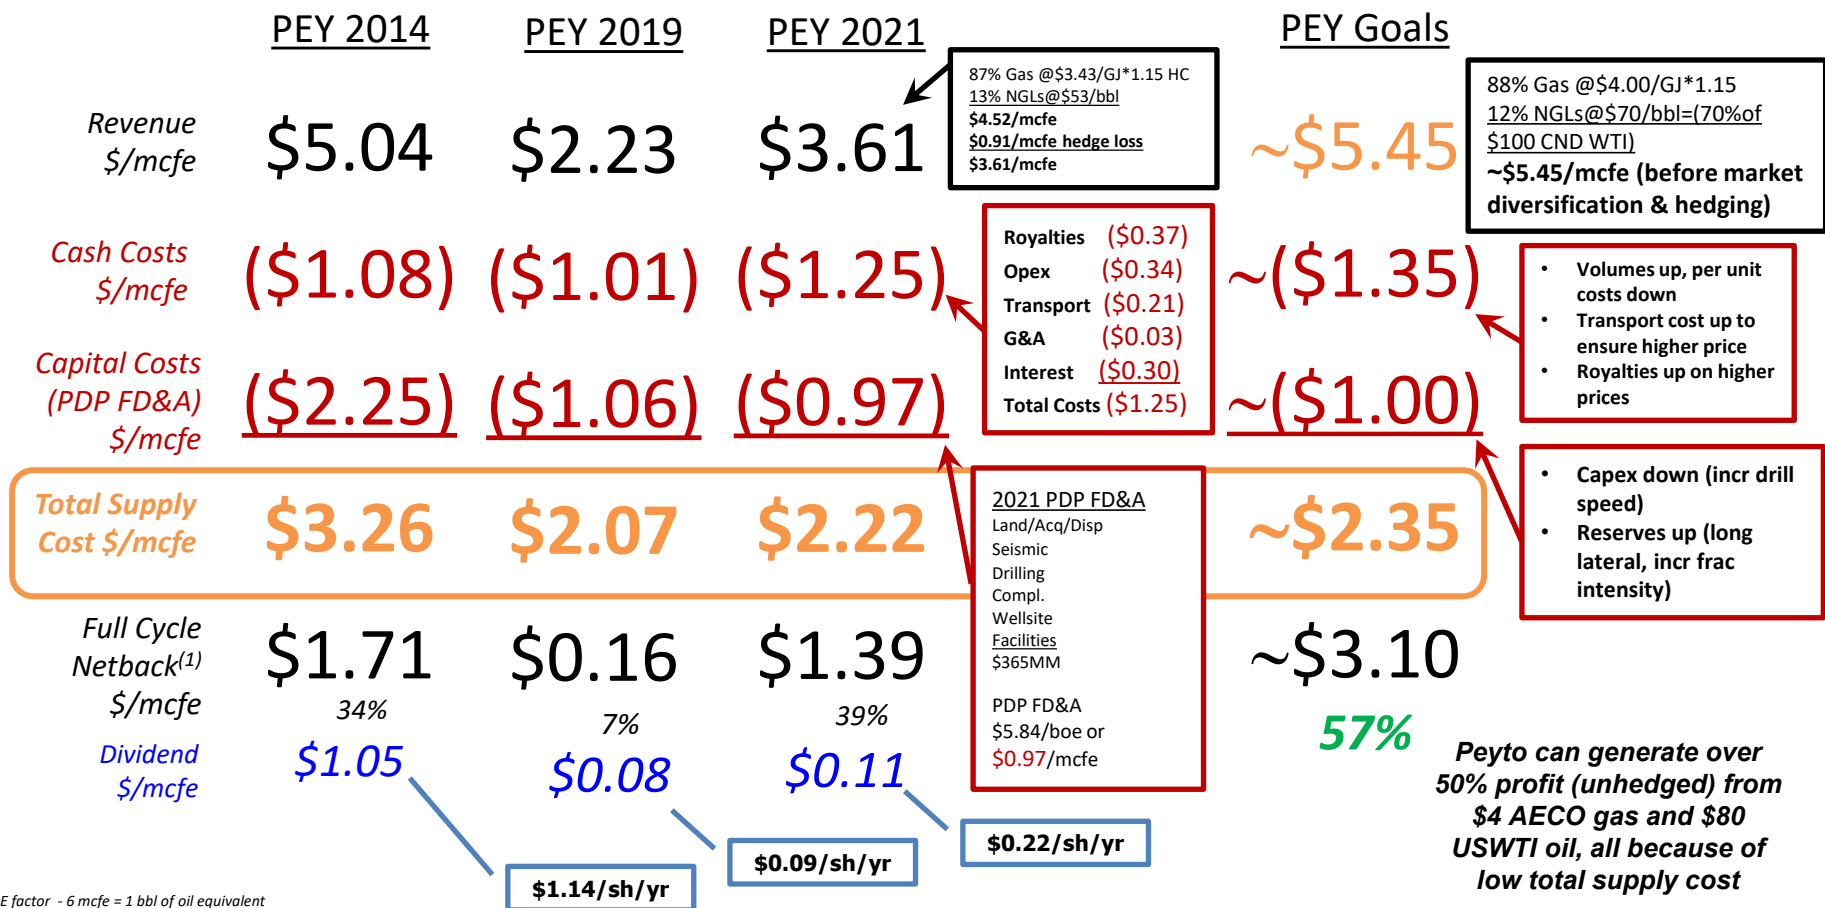 PEY 2014
PEY 2019
PEY 2021
PEY Goals
Revenue
$/mcfe
$5.04
$2.23
$3.61
~$5.45
87% Gas @$3.43/GJ*1.15 HC
13% NGLs@$53/bbl
$4.52/mcfe
$0.91/mcfe hedge loss
$3.61/mcfe
88% Gas @$4.00/GJ*1.15
12% NGLs@$70/bbl=(70%of
$100 CND WTI)
~$5.45/mcfe (before market
diversification & hedging)
Cash Costs
$/mcfe
($1.08)
($1.01)
($1.25)
~($1.35)
Royalties ($0.37)
Opex ($0.34)
Transport ($0.21)
G&A ($0.03)
Interest ($0.30)
Total Costs ($1.25)
• Volumes up, per unit
costs down
• Transport cost up to
ensure higher price
• Royalties up on higher
prices
Capital Costs
(PDP FD&A)
$/mcfe
($2.25)
($1.06)
($0.97)
~($1.00)
• Capex down (incr drill
speed)
• Reserves up (long
lateral, incr frac
intensity)
Total Supply
Cost $/mcfe
$3.26
$2.07
$2.22
~$2.35
2021 PDP FD&A
Land/Acq/Disp
Seismic
Drilling
Compl.
Wellsite
Facilities
$365MM
PDP FD&A
$5.84/boe or
$0.97/mcfe
Full Cycle
Netback(1)
$/mcfe
$1.71
34%
$0.16
7%
$1.39
39%
~$3.10
57%
Dividend
$/mcfe
$1.05
$0.08
$0.11
$1.14/sh/yr
$0.09/sh/yr
$0.22/sh/yr
Peyto can generate over
50% profit (unhedged) from
$4 AECO gas and $80
USWTI oil, all because of
low total supply cost
E factor - 6 mcfe = 1 bbl of oil equivalent